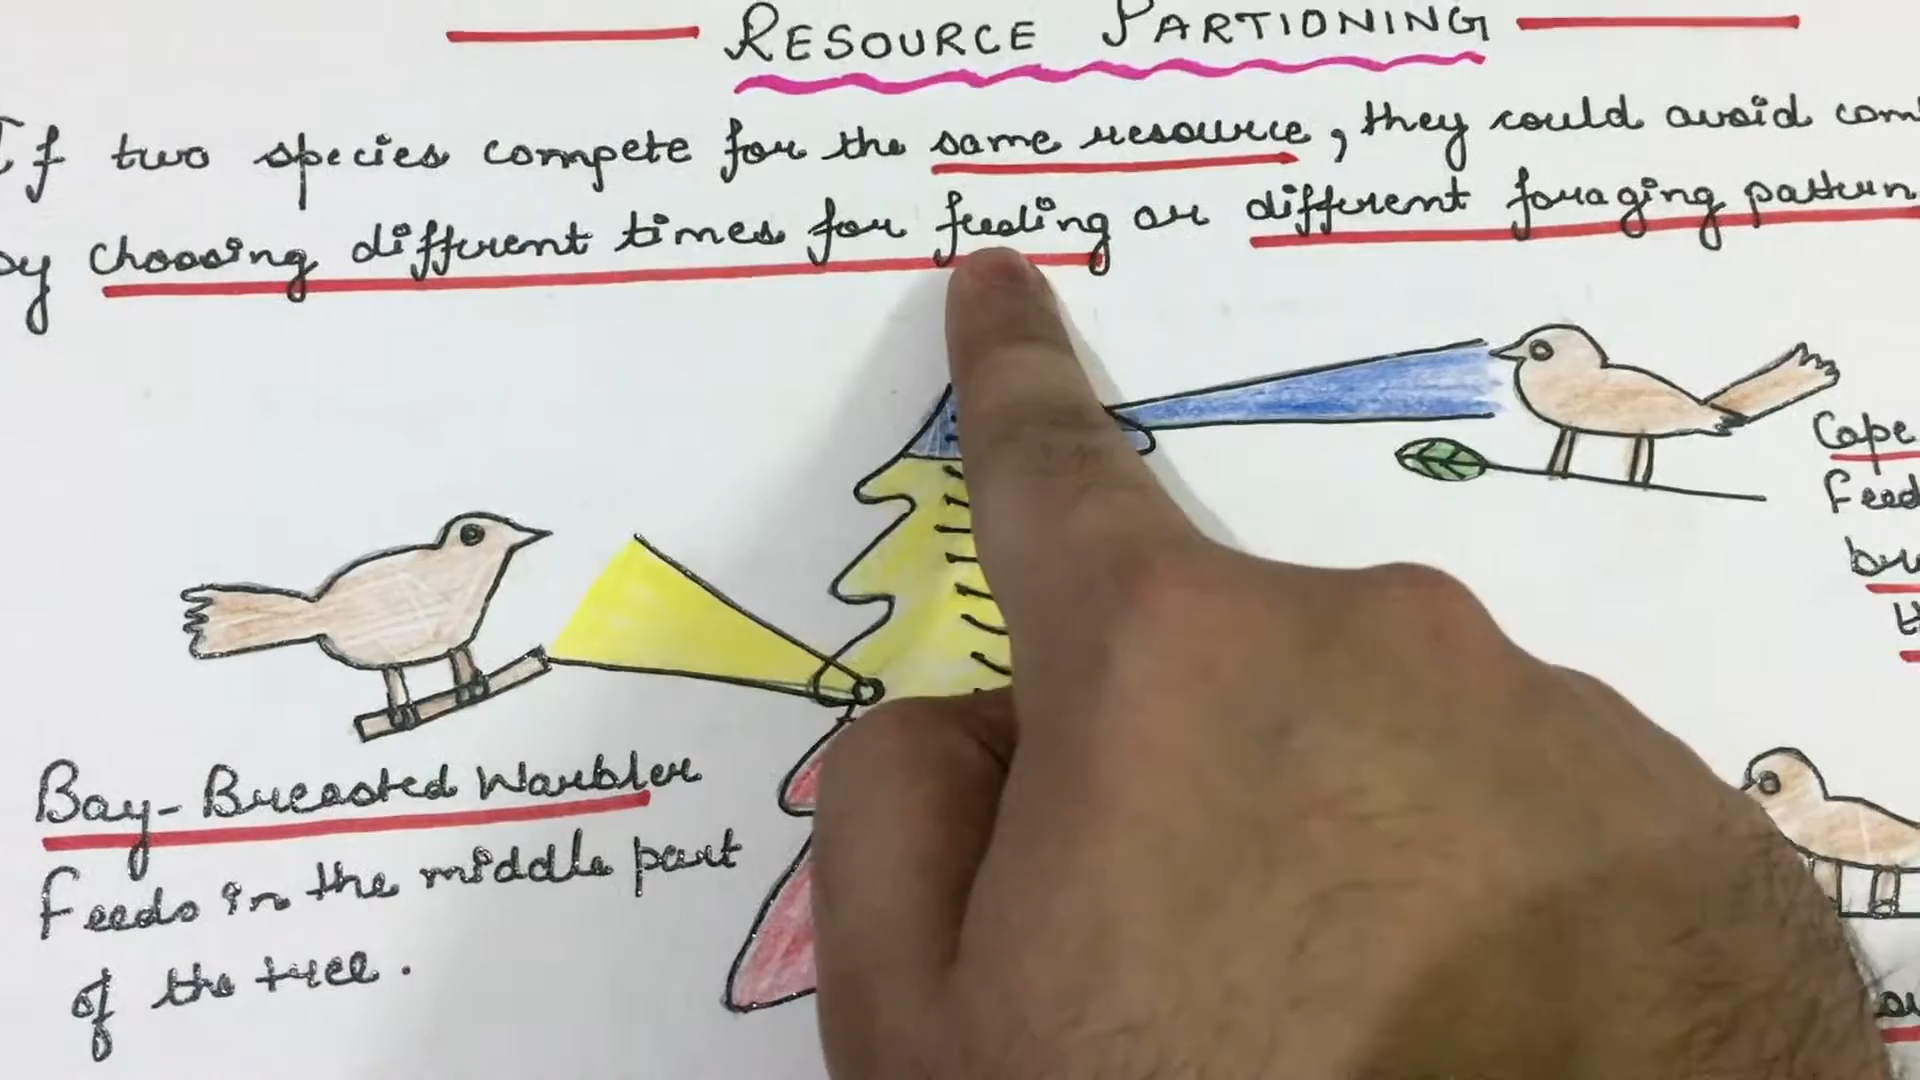 RESOURCE PARTIONING
If two species compete for the same resource, they could avoid com
by choosing different times for feeding or different foraging pattern
Cape
feed
Bay-Breasted Warbler
feeds in the middle part
of the tree.